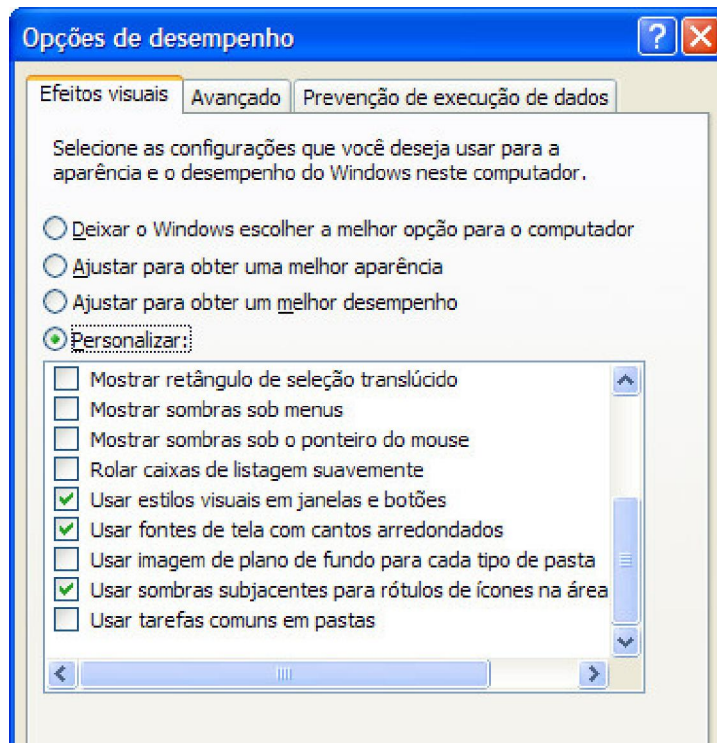 Opções de desempenho
Efeitos visuais
Avançado
Prevenção de execução de dados
Selecione as configurações que você deseja usar para a
aparência e o desempenho do Windows neste computador.
Deixar o Windows escolher a melhor opção para o computador
Ajustar para obter uma melhor aparência
Ajustar para obter um melhor desempenho
Personalizar:
Mostrar retângulo de seleção translúcido
Mostrar sombras sob menus
Mostrar sombras sob o ponteiro do mouse
Rolar caixas de listagem suavemente
Usar estilos visuais em janelas e botões
Usar fontes de tela com cantos arredondados
Usar imagem de plano de fundo para cada tipo de pasta
Usar sombras subjacentes para rótulos de ícones na área
Usar tarefas comuns em pastas